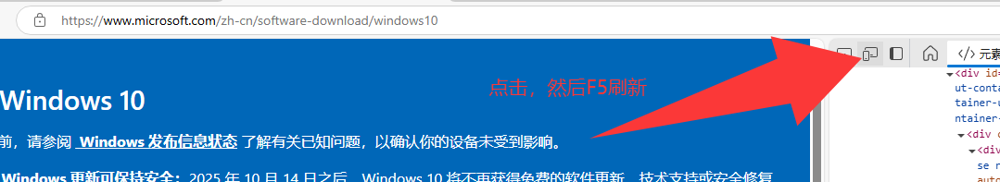 https://www.microsoft.com/zh-cn/software-download/windows10
元素
点击，然后F5刷新
Windows 10
前，请参阅 Windows 发布信息状态 了解有关已知问题，以确认你的设备未受到影响。
Windows 更新可保持安全：2025 年 10 月 14 日之后，Windows 10 将不再获得免费的软件更新、技术支持或安全修复
<div id=
ut-conta
tainer-u
ntainer-
<div c
<div
se r
auto